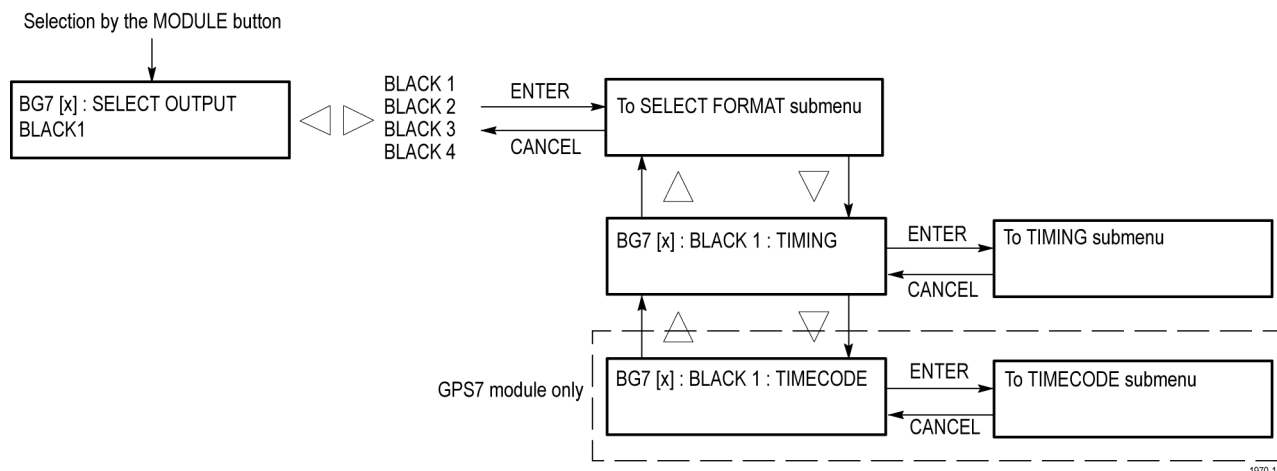 Selection by the MODULE button
BG7 [x] : SELECT OUTPUT
BLACK1
BLACK 1
BLACK 2
BLACK 3
BLACK 4
ENTER
CANCEL
To SELECT FORMAT submenu
BG7 [x] : BLACK 1 : TIMING
ENTER
CANCEL
To TIMING submenu
GPS7 module only
BG7 [x] : BLACK 1 : TIMECODE
ENTER
CANCEL
To TIMECODE submenu